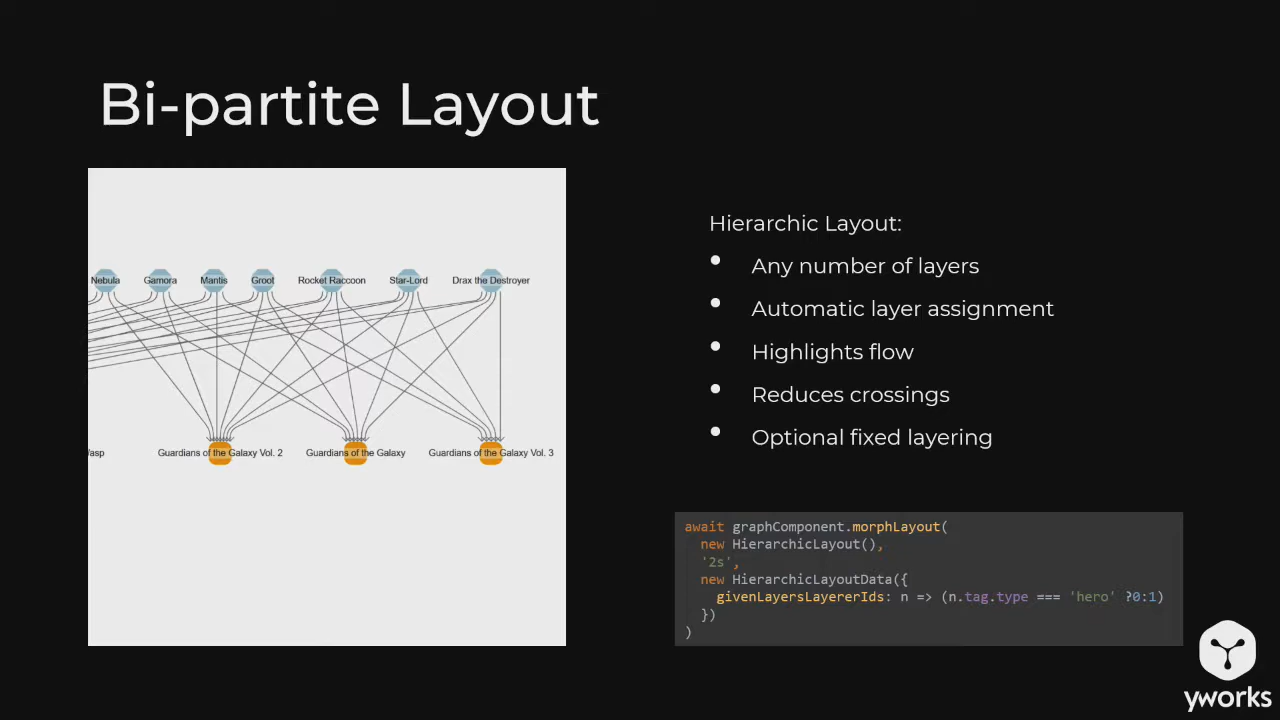 Bi-partite Layout
Nebula Gamora Mantis Groot Rocket Raccoon Star-Lord Drax the Destroyer
Guardians of the Galaxy Vol. 2 Guardians of the Galaxy Guardians of the Galaxy Vol. 3
Hierarchic Layout:
• Any number of layers
• Automatic layer assignment
• Highlights flow
• Reduces crossings
• Optional fixed layering
await graphComponent.morphLayout(
new HierarchicLayout(),
'2s',
new HierarchicLayoutData({
givenLayersLayererIds: n => (n.tag.type === 'hero' ?0:1)
})
)
yworks